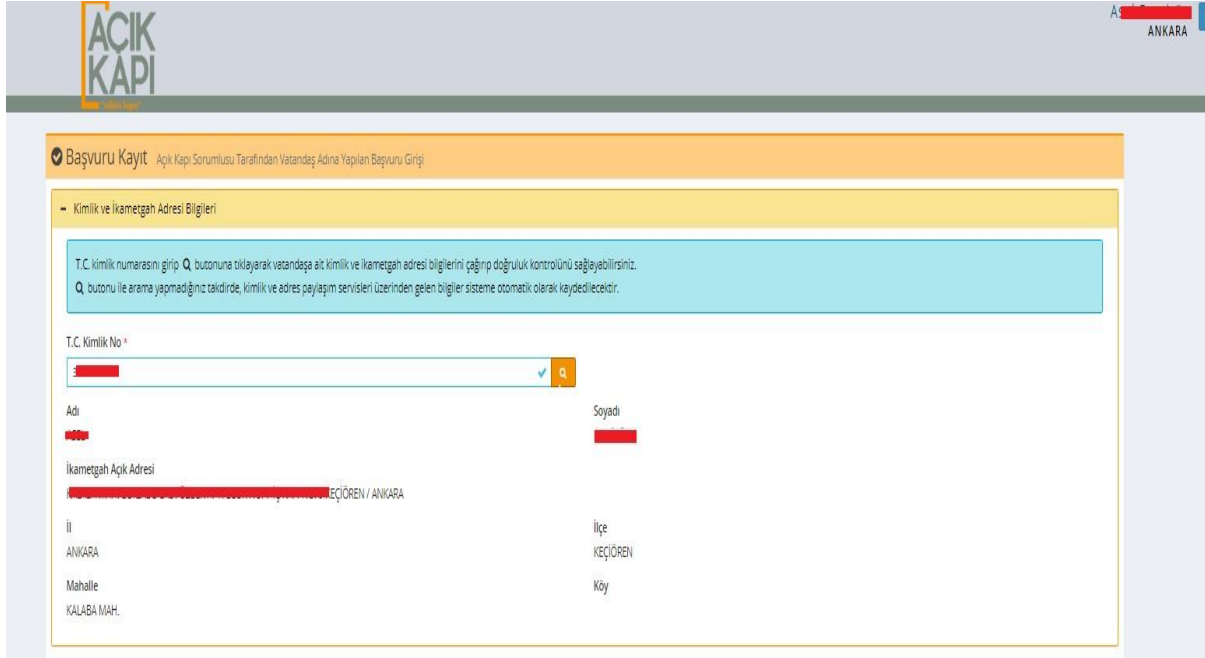 AÇIK
KAPI
ANKARA
Başvuru Kayıt Açık Kapı Sorumlusu Tarafından Vatandaş Adına Yapılan Başvuru Girişi
Kimlik ve İkametgah Adresi Bilgileri
T.C. kimlik numarasını girip butonuna tıklayarak vatandaşa ait kimlik ve ikametgah adresi bilgilerini çağırıp doğruluk kontrolünü sağlayabilirsiniz.
butonu ile arama yapmadığınız takdirde, kimlik ve adres paylaşım servisleri üzerinden gelen bilgiler sisteme otomatik olarak kaydedilecektir.
T.C. Kimlik No *
Adı
Soyadı
İkametgah Açık Adresi
KEÇİÖREN / ANKARA
İl
İlçe
ANKARA
KEÇİÖREN
Mahalle
Köy
KALABA MAH.